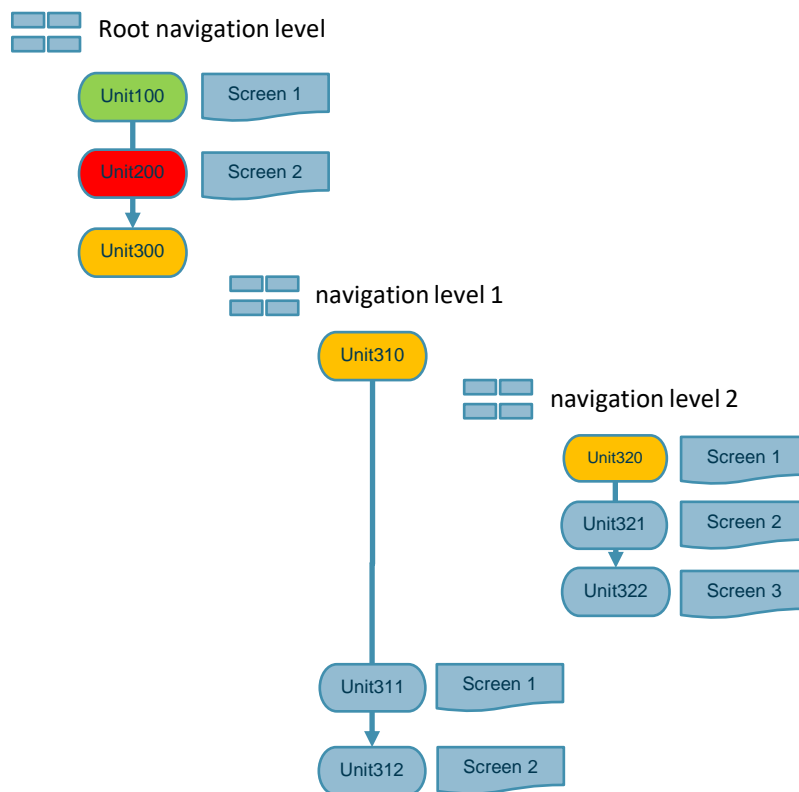 Root navigation level
Unit100
Screen 1
Unit200
Screen 2
Unit300
navigation level 1
Unit310
navigation level 2
Unit320
Screen 1
Unit321
Screen 2
Unit322
Screen 3
Unit311
Screen 1
Unit312
Screen 2